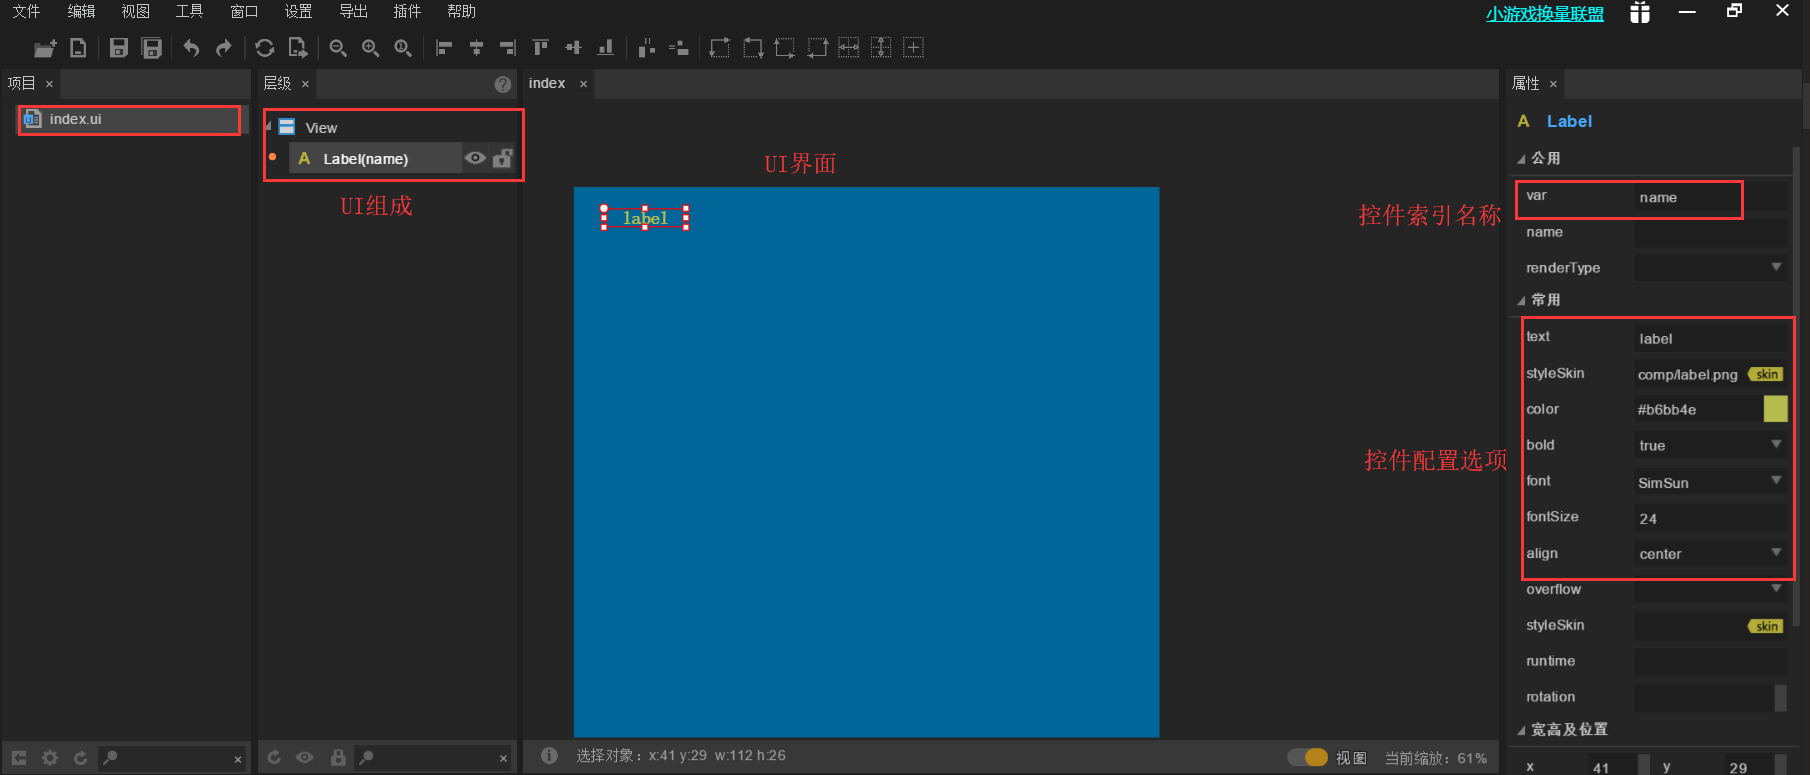 文件 编辑 视图 工具 窗口 设置 导出 插件 帮助
小游戏换量联盟
项目 ×
index.ui
层级 ×
View
A Label(name)
UI组成
index ×
UI界面
label
控件索引名称
控件配置选项
属性 ×
A Label
公用
var name
name
renderType
常用
text label
styleSkin comp/label.png skin
color #b6bb4e
bold true
font SimSun
fontSize 24
align center
overflow
styleSkin skin
runtime
rotation
宽高及位置
x 41 y 29
选择对象：x:41 y:29 w:112 h:26
视图 当前缩放：61%